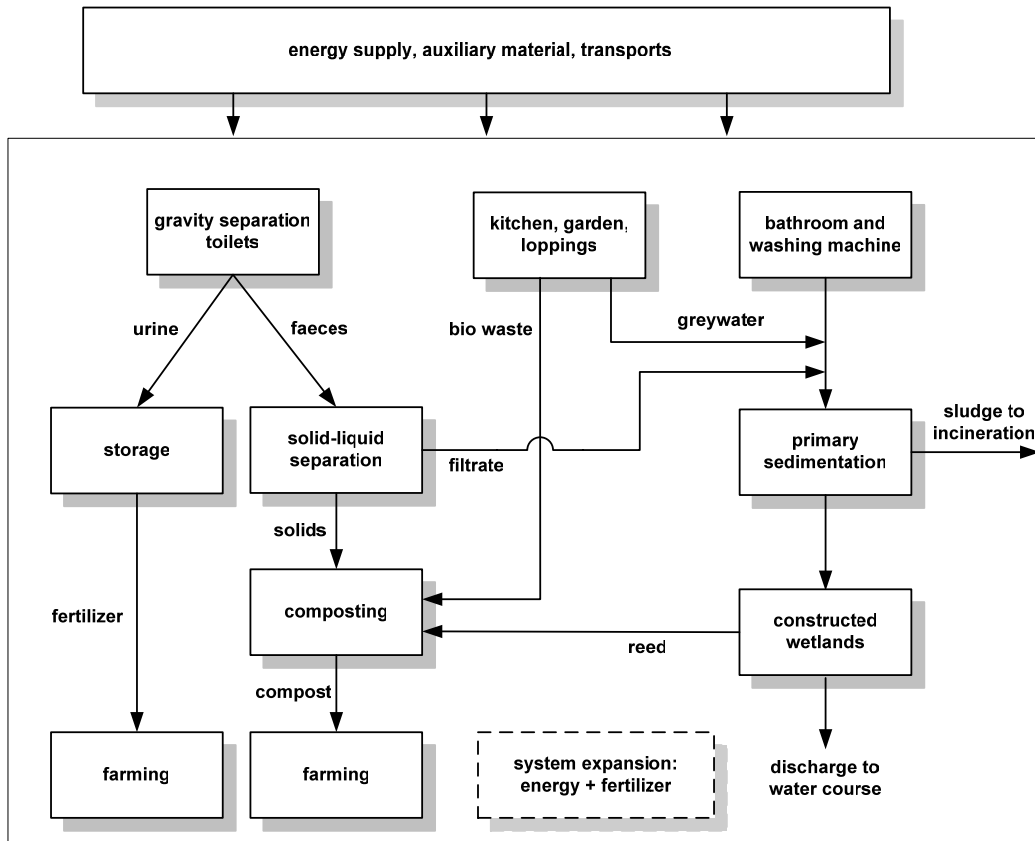 energy supply, auxiliary material, transports
gravity separation
toilets
kitchen, garden,
loppings
bathroom and
washing machine
urine
faeces
bio waste
greywater
storage
solid-liquid
separation
filtrate
primary
sedimentation
sludge to
incineration
solids
fertilizer
composting
constructed
wetlands
reed
compost
farming
farming
system expansion:
energy + fertilizer
discharge to
water course